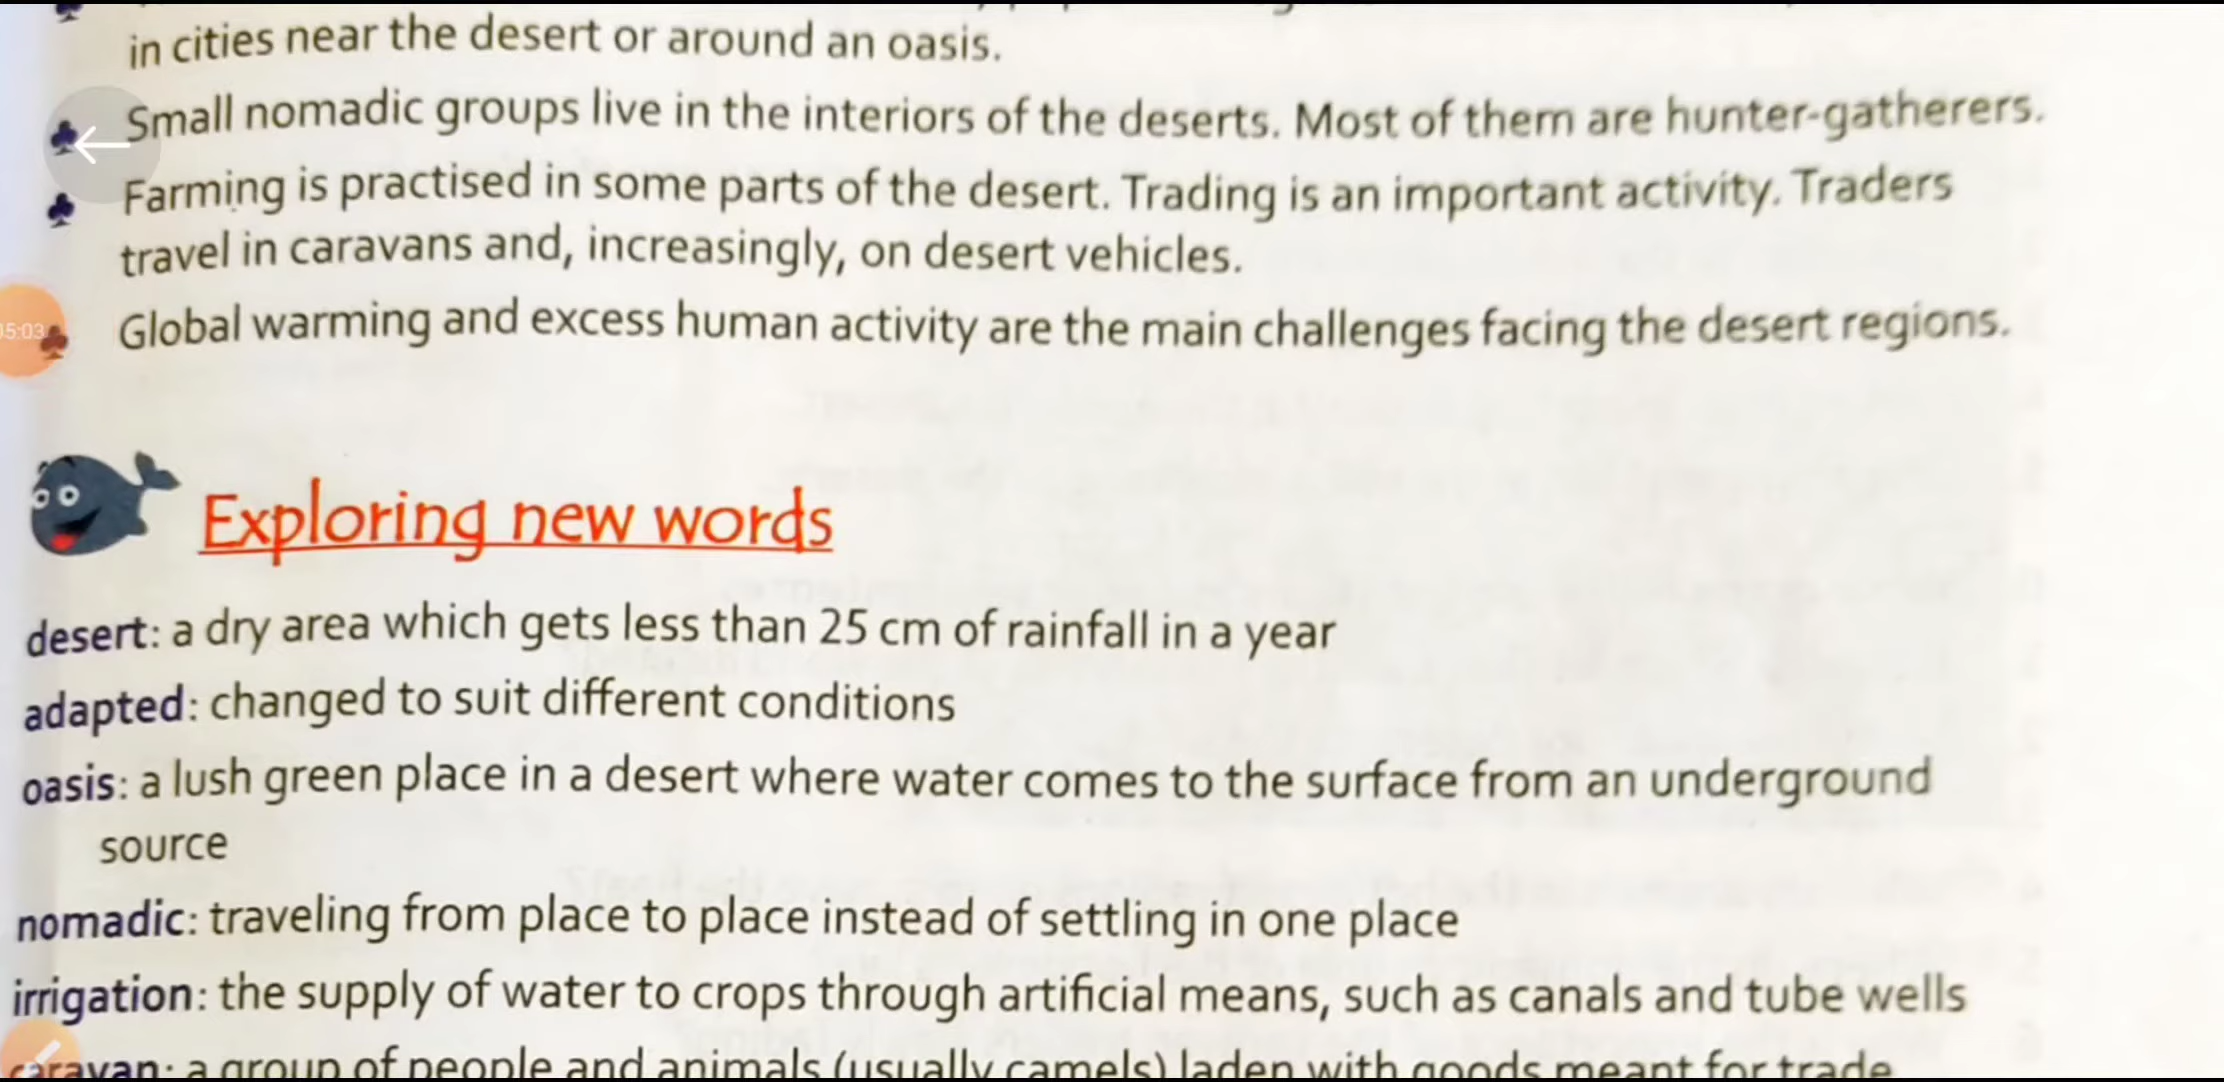 in cities near the desert or around an oasis.
Small nomadic groups live in the interiors of the deserts. Most of them are hunter-gatherers.
Farming is practised in some parts of the desert. Trading is an important activity. Traders
travel in caravans and, increasingly, on desert vehicles.
05:03
Global warming and excess human activity are the main challenges facing the desert regions.
Exploring new words
desert: a dry area which gets less than 25 cm of rainfall in a year
adapted: changed to suit different conditions
oasis: a lush green place in a desert where water comes to the surface from an underground
source
nomadic: traveling from place to place instead of settling in one place
irrigation: the supply of water to crops through artificial means, such as canals and tube wells
caravan: a group of people and animals (usually camels) laden with goods meant for trade